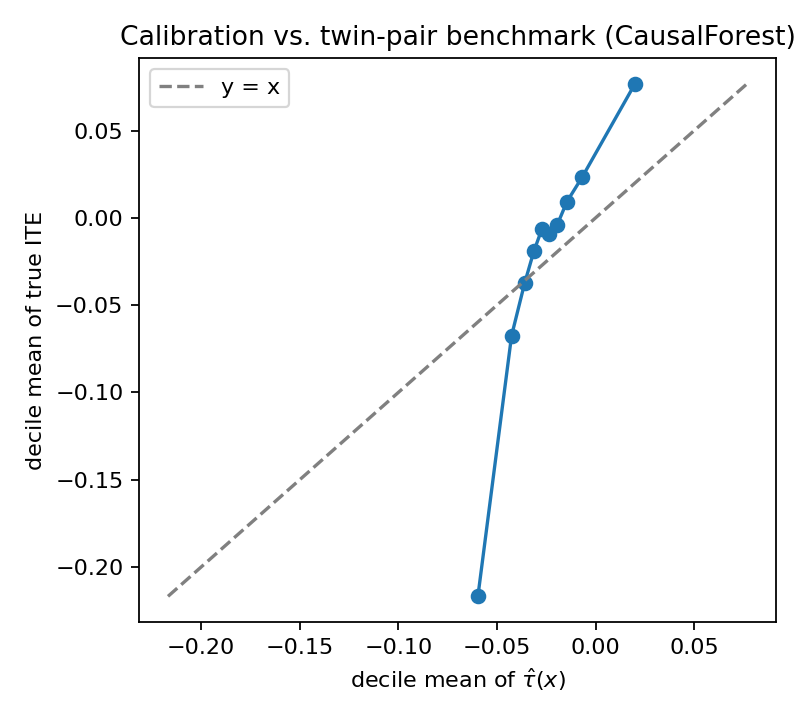 Calibration vs. twin-pair benchmark (CausalForest)
y = x
decile mean of true ITE
0.05
0.00
−0.05
−0.10
−0.15
−0.20
−0.20 −0.15 −0.10 −0.05 0.00 0.05
decile mean of τ̂(x)